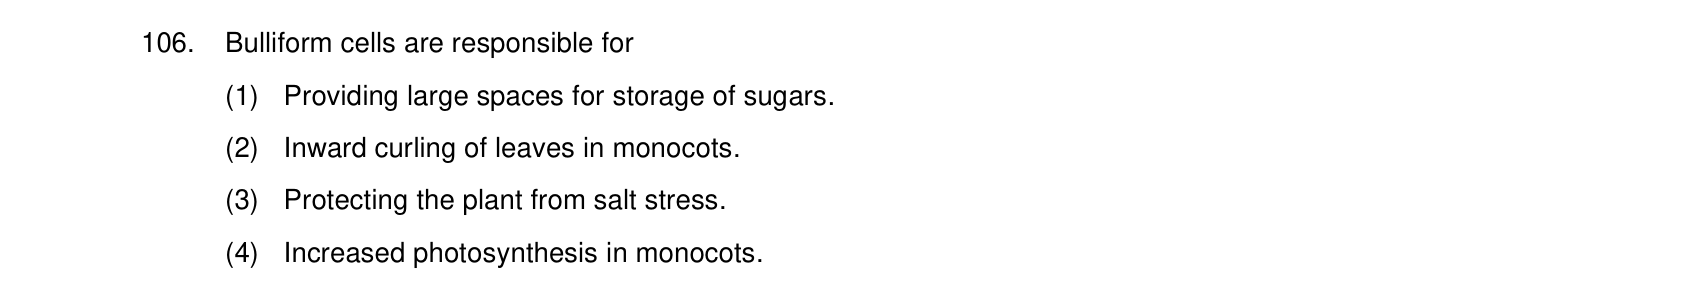 106. Bulliform cells are responsible for
(1) Providing large spaces for storage of sugars.
(2) Inward curling of leaves in monocots.
(3) Protecting the plant from salt stress.
(4) Increased photosynthesis in monocots.